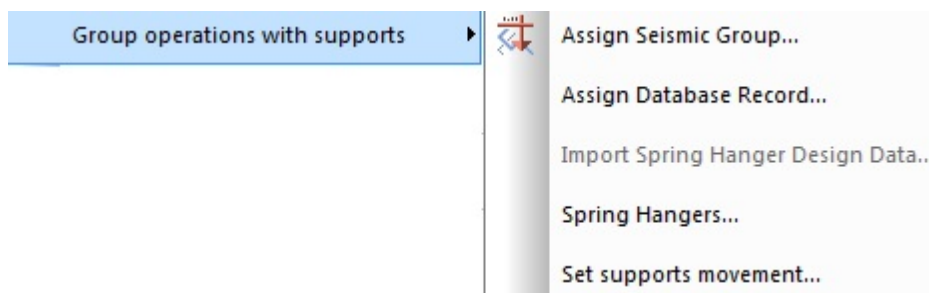 Group operations with supports
Assign Seismic Group...
Assign Database Record...
Import Spring Hanger Design Data..
Spring Hangers...
Set supports movement...